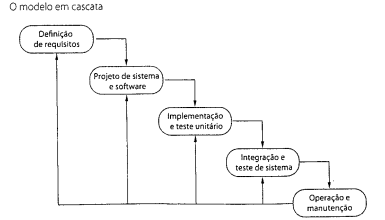 O modelo em cascata
Definição
de requisitos
Projeto de sistema
e software
Implementação
e teste unitário
Integração e
teste de sistema
Operação e
manutenção